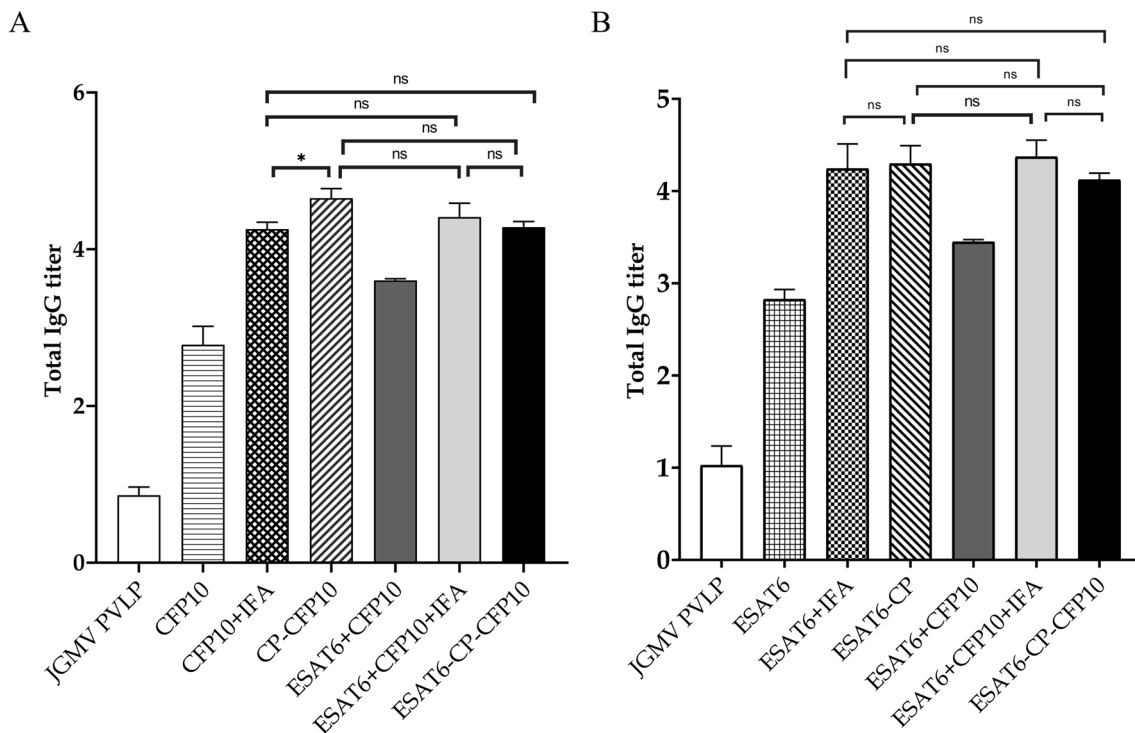 A
Total IgG titer
6
4
2
0
ns
ns
ns
* ns ns
JGMV PVLP
CFP10
CFP10+IFA
CP-CFP10
ESAT6+CFP10
ESAT6+CFP10+IFA
ESAT6-CP-CFP10
B
Total IgG titer
5
4
3
2
1
0
ns
ns
ns
ns ns ns
JGMV PVLP
ESAT6
ESAT6+IFA
ESAT6-CP
ESAT6+CFP10
ESAT6+CFP10+IFA
ESAT6-CP-CFP10